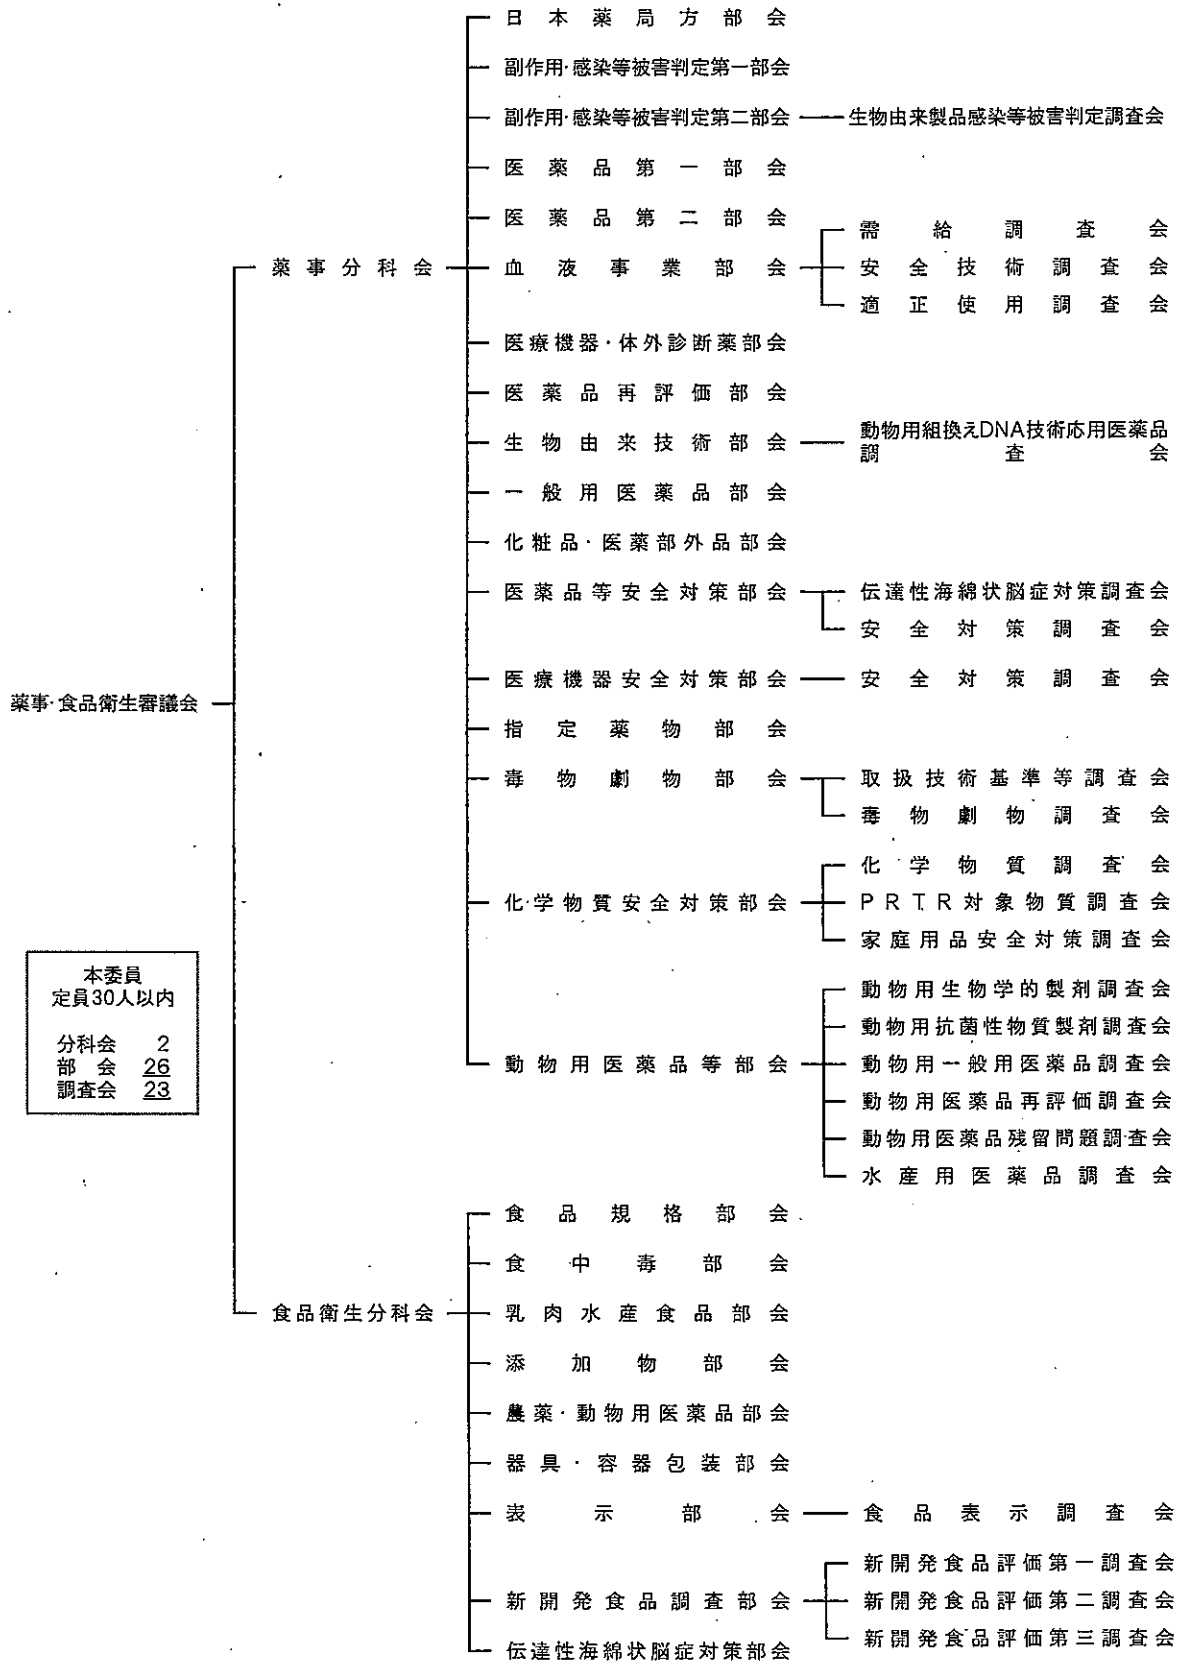 日本薬局方部会
副作用・感染等被害判定第一部会
副作用・感染等被害判定第二部会
生物由来製品感染等被害判定調査会
医薬品第一部会
医薬品第二部会
薬事分科会
血液事業部会
需給調査会
安全技術調査会
適正使用調査会
医療機器・体外診断薬部会
医薬品再評価部会
生物由来技術部会
動物用組換えDNA技術応用医薬品
調査会
一般用医薬品部会
化粧品・医薬部外品部会
医薬品等安全対策部会
伝達性海綿状脳症対策調査会
安全対策調査会
医療機器安全対策部会
安全対策調査会
薬事・食品衛生審議会
指定薬物部会
毒物劇物部会
取扱技術基準等調査会
毒物劇物調査会
化学物質安全対策部会
化学物質調査会
PRTR対象物質調査会
家庭用品安全対策調査会
本委員
定員30人以内
分科会 2
部会 26
調査会 23
動物用医薬品等部会
動物用生物学的製剤調査会
動物用抗菌性物質製剤調査会
動物用一般用医薬品調査会
動物用医薬品再評価調査会
動物用医薬品残留問題調査会
水産用医薬品調査会
食品規格部会
食中毒部会
食品衛生分科会
乳肉水産食品部会
添加物部会
農薬・動物用医薬品部会
器具・容器包装部会
表示部会
食品表示調査会
新開発食品調査部会
新開発食品評価第一調査会
新開発食品評価第二調査会
新開発食品評価第三調査会
伝達性海綿状脳症対策部会